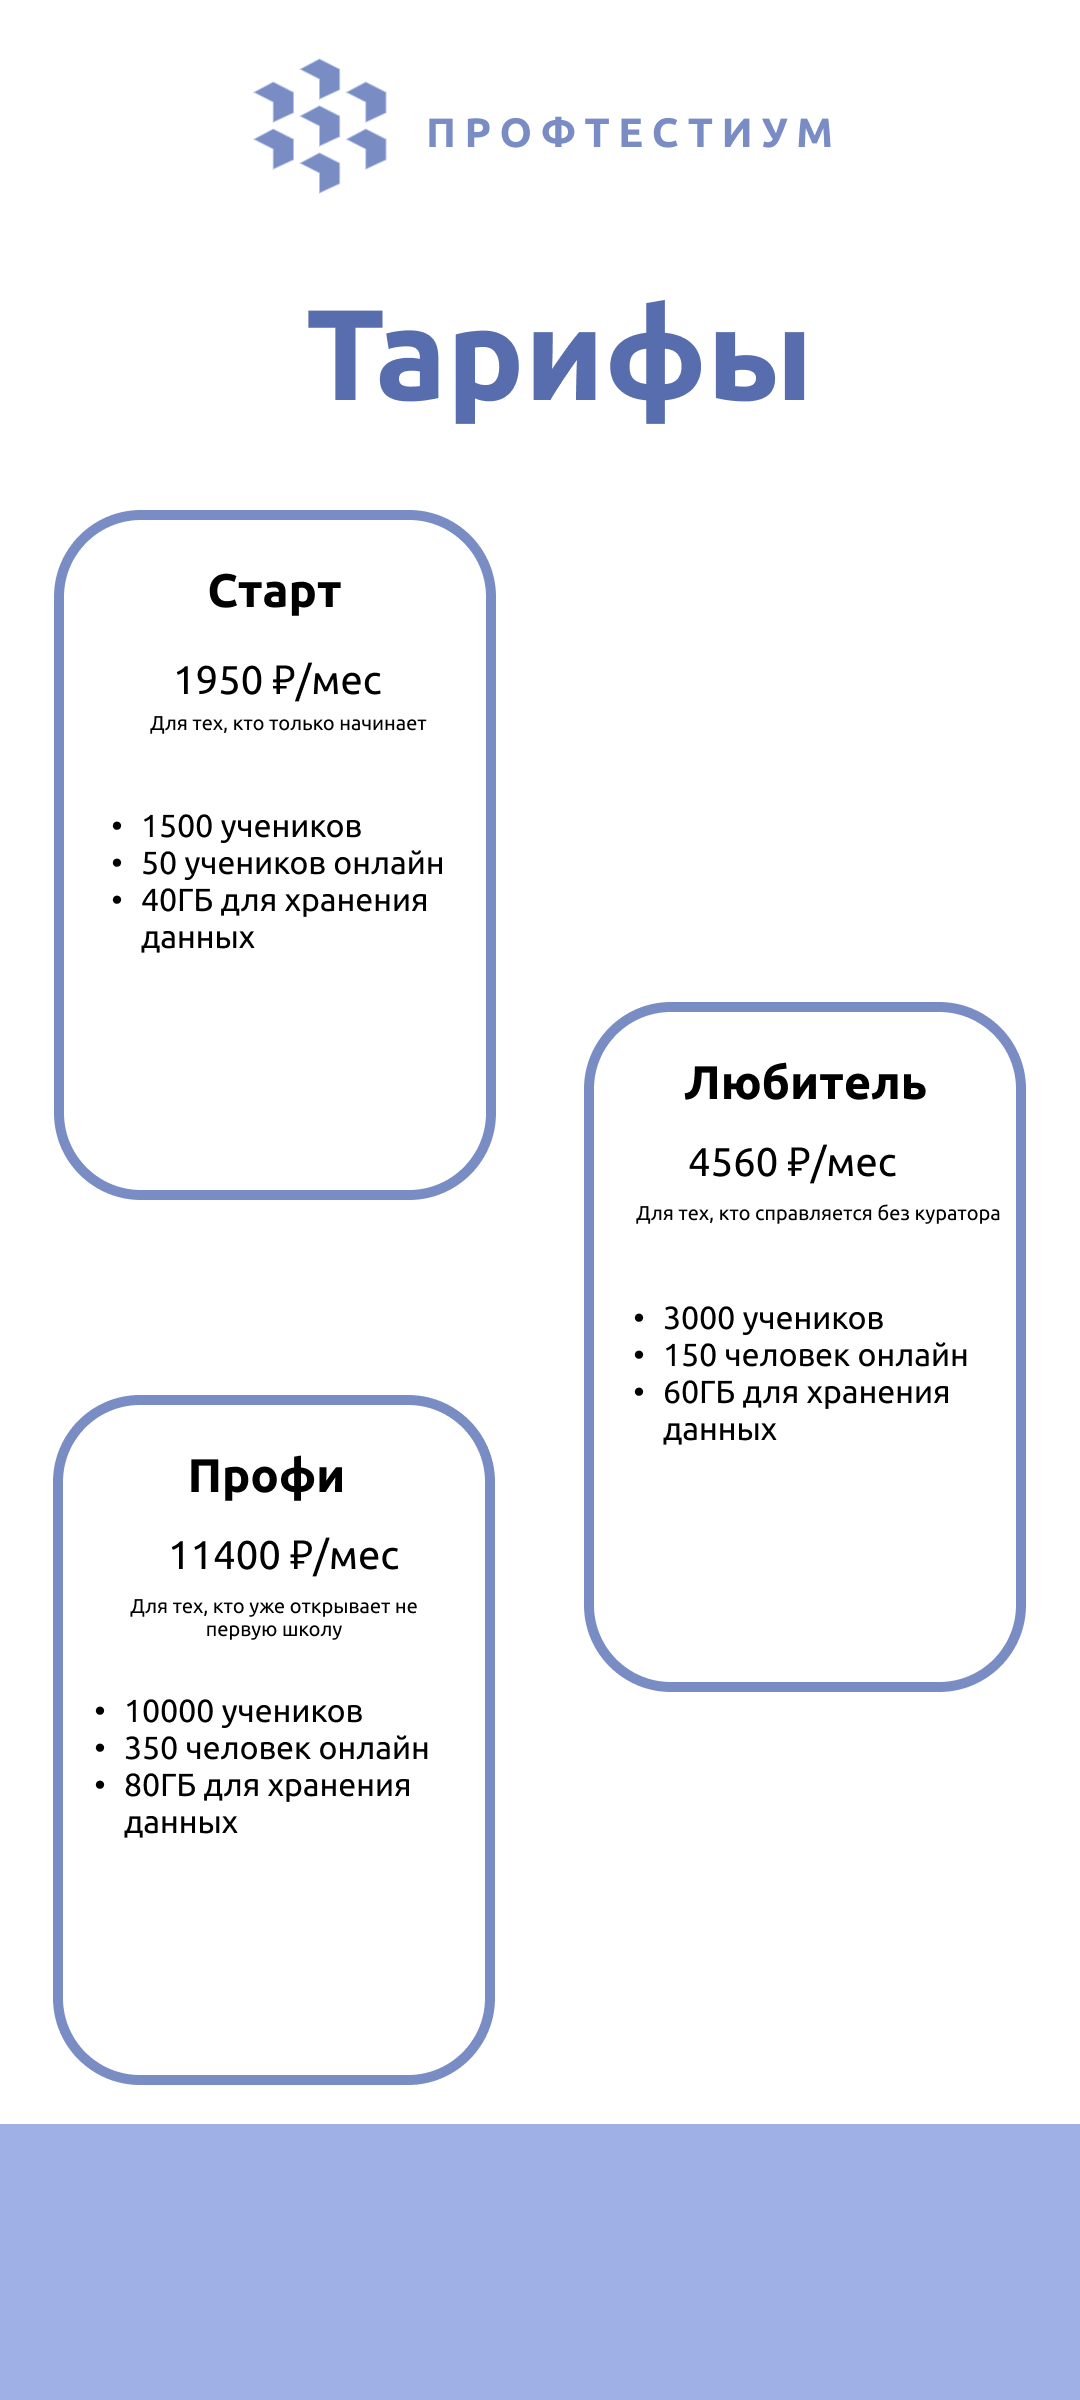 ПРОФТЕСТИУМ
Тарифы
Старт
1950 ₽/мес
Для тех, кто только начинает
• 1500 учеников
• 50 учеников онлайн
• 40ГБ для хранения
данных
Любитель
4560 ₽/мес
Для тех, кто справляется без куратора
• 3000 учеников
• 150 человек онлайн
• 60ГБ для хранения
данных
Профи
11400 ₽/мес
Для тех, кто уже открывает не
первую школу
• 10000 учеников
• 350 человек онлайн
• 80ГБ для хранения
данных